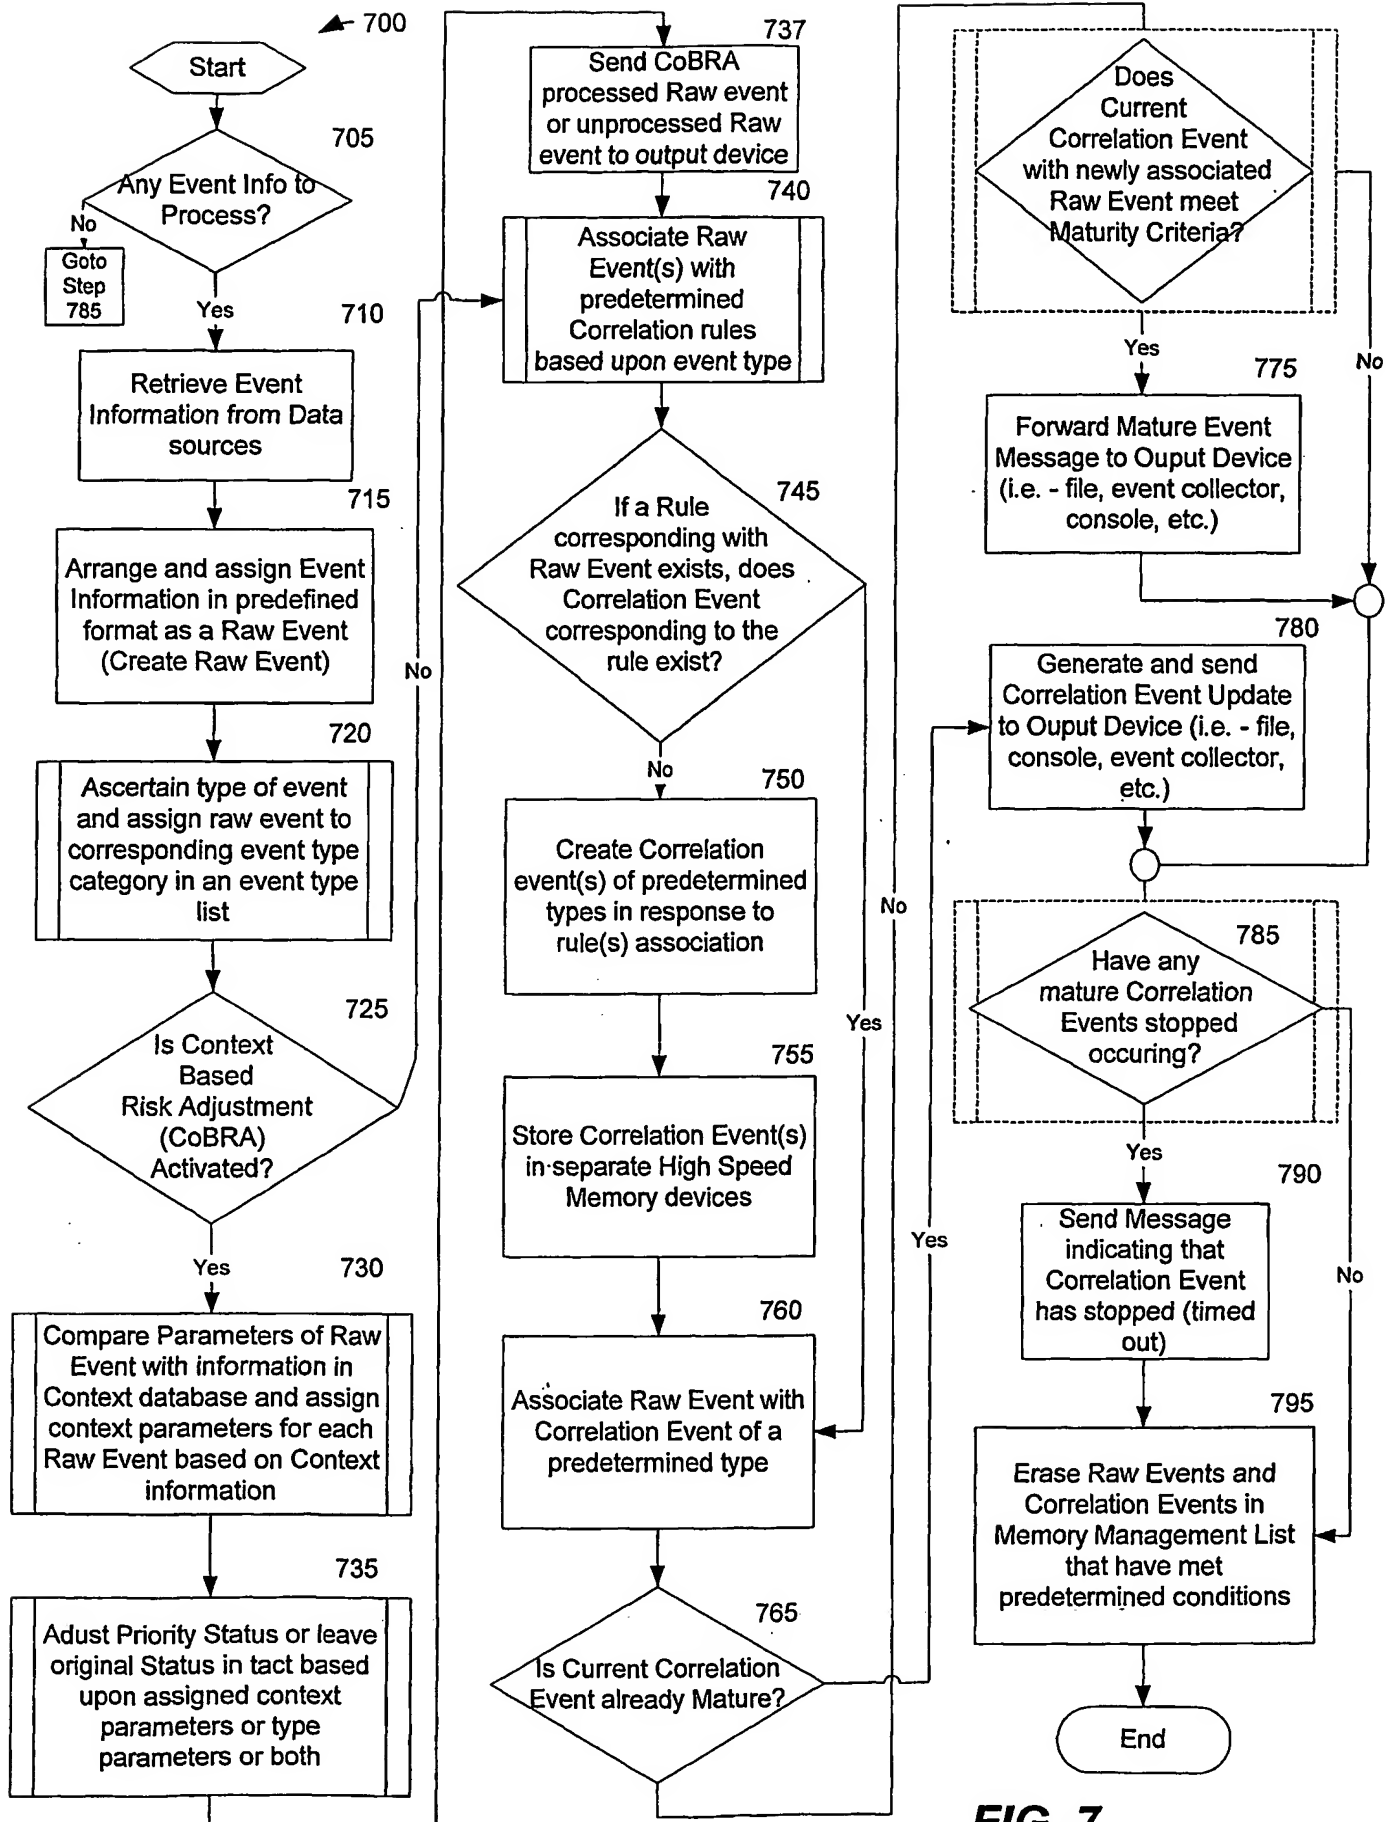 700
Start
705
Any Event Info to
Process?
No
Goto
Step
785
Yes
710
Retrieve Event
Information from Data
sources
715
Arrange and assign Event
Information in predefined
format as a Raw Event
(Create Raw Event)
720
Ascertain type of event
and assign raw event to
corresponding event type
category in an event type
list
725
Is Context
Based
Risk Adjustment
(CoBRA)
Activated?
No
Yes
730
Compare Parameters of Raw
Event with information in
Context database and assign
context parameters for each
Raw Event based on Context
information
735
Adust Priority Status or leave
original Status in tact based
upon assigned context
parameters or type
parameters or both
737
Send CoBRA
processed Raw event
or unprocessed Raw
event to output device
740
Associate Raw
Event(s) with
predetermined
Correlation rules
based upon event type
745
If a Rule
corresponding with
Raw Event exists, does
Correlation Event
corresponding to the
rule exist?
No
Yes
750
Create Correlation
event(s) of predetermined
types in response to
rule(s) association
755
Store Correlation Event(s)
in separate High Speed
Memory devices
760
Associate Raw Event with
Correlation Event of a
predetermined type
765
Is Current Correlation
Event already Mature?
No
Yes
Does
Current
Correlation Event
with newly associated
Raw Event meet
Maturity Criteria?
Yes
No
775
Forward Mature Event
Message to Ouput Device
(i.e. - file, event collector,
console, etc.)
780
Generate and send
Correlation Event Update
to Ouput Device (i.e. - file,
console, event collector,
etc.)
785
Have any
mature Correlation
Events stopped
occuring?
Yes
No
790
Send Message
indicating that
Correlation Event
has stopped (timed
out)
795
Erase Raw Events and
Correlation Events in
Memory Management List
that have met
predetermined conditions
End
FIG. 7